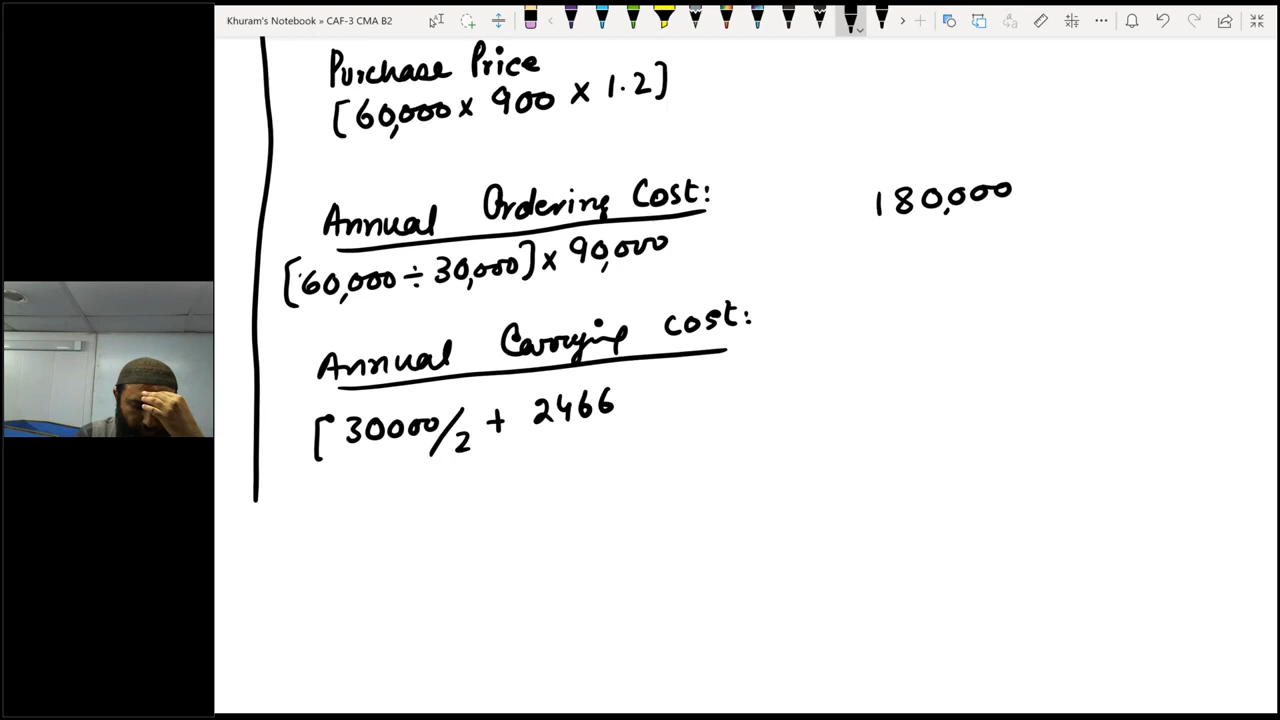 Khuram's Notebook » CAF-3 CMA B2
Purchase Price
[60,000 × 900 × 1.2]
Annual Ordering Cost: 180,000
[60,000 ÷ 30,000] × 90,000
Annual Carrying Cost:
[30000/2 + 2466